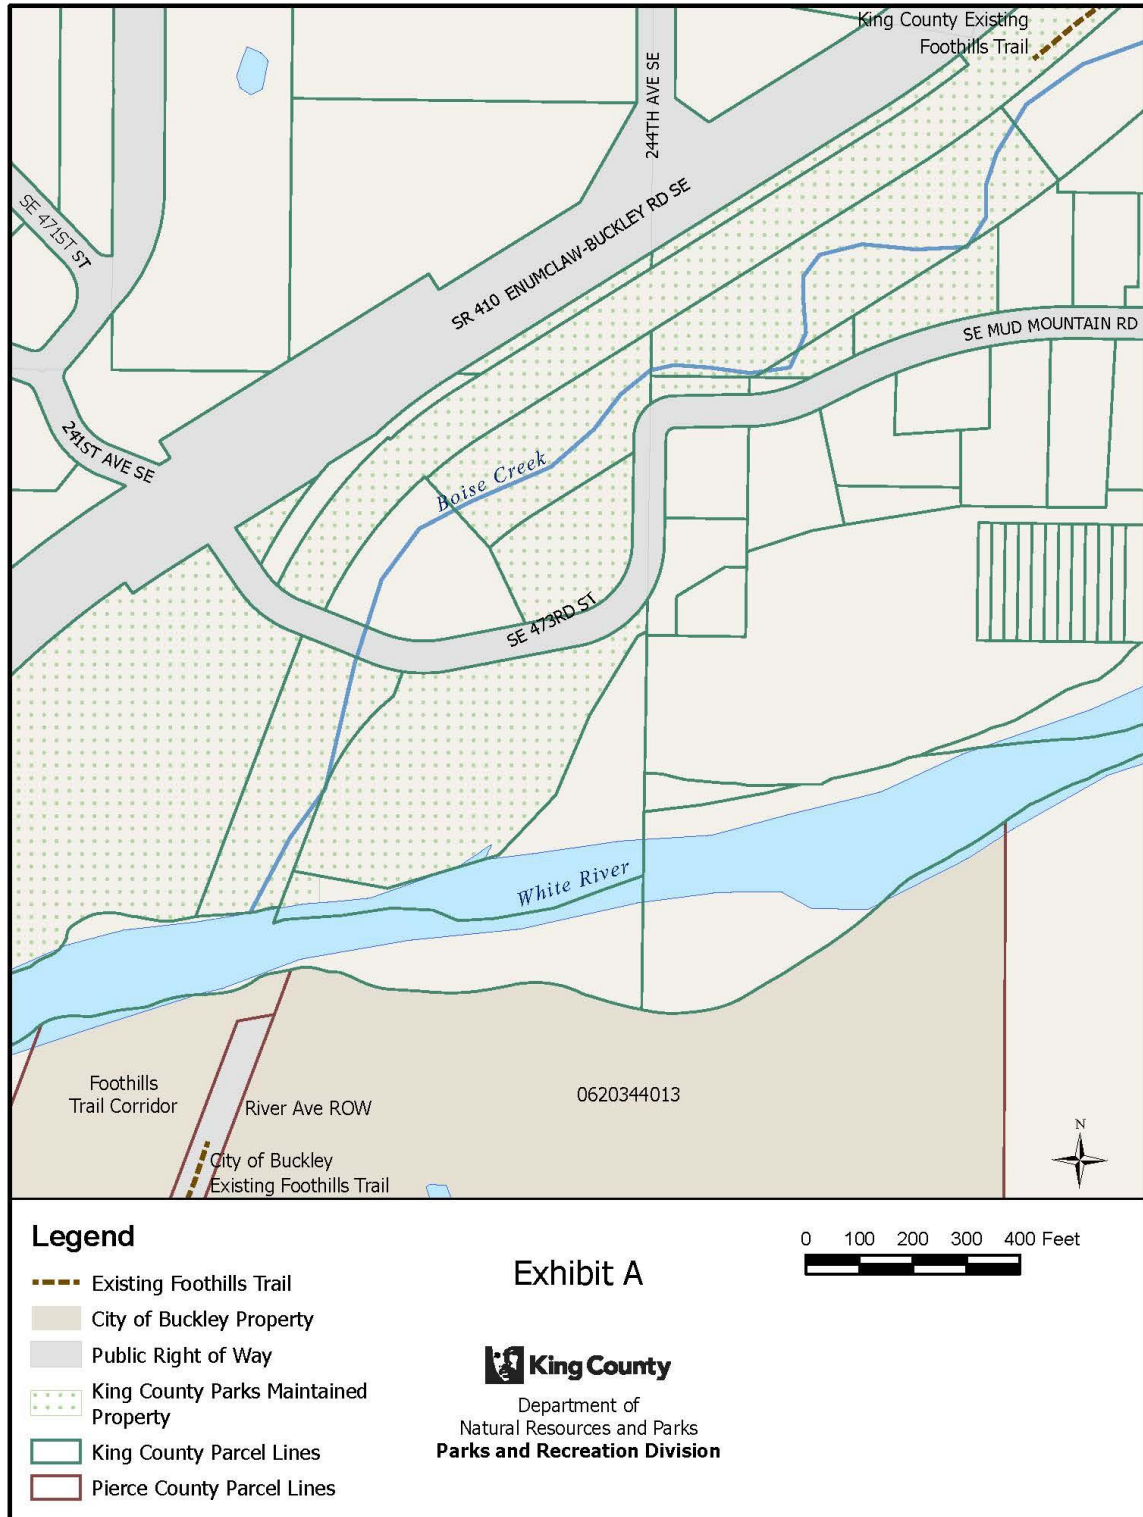 King County Existing
Foothills Trail
244TH AVE SE
SE 471ST ST
SR 410 ENUMCLAW-BUCKLEY RD SE
SE MUD MOUNTAIN RD
241ST AVE SE
Boise Creek
SE 473RD ST
White River
Foothills
Trail Corridor
River Ave ROW
0620344013
City of Buckley
Existing Foothills Trail
N
Legend
Existing Foothills Trail
City of Buckley Property
Public Right of Way
King County Parks Maintained
Property
King County Parcel Lines
Pierce County Parcel Lines
Exhibit A
King County
Department of
Natural Resources and Parks
Parks and Recreation Division
0 100 200 300 400 Feet